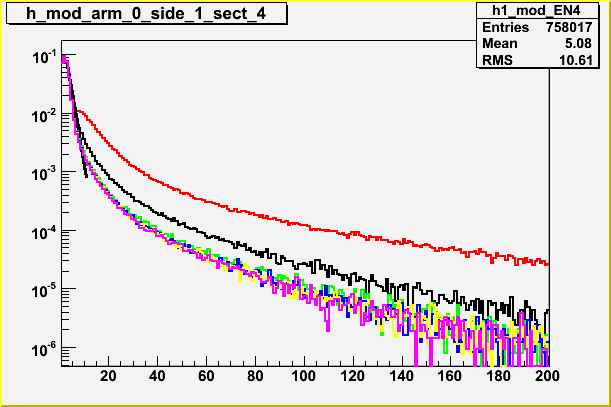 h_mod_arm_0_side_1_sect_4
h1_mod_EN4
Entries 758017
Mean 5.08
RMS 10.61
10-1
10-2
10-3
10-4
10-5
10-6
20 40 60 80 100 120 140 160 180 200